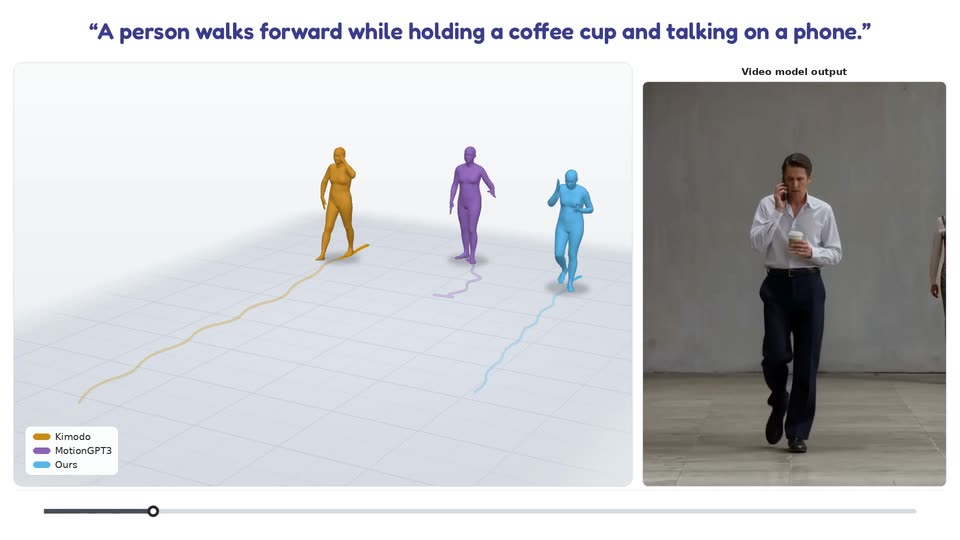 “A person walks forward while holding a coffee cup and talking on a phone.”
Video model output
Kimodo
MotionGPT3
Ours